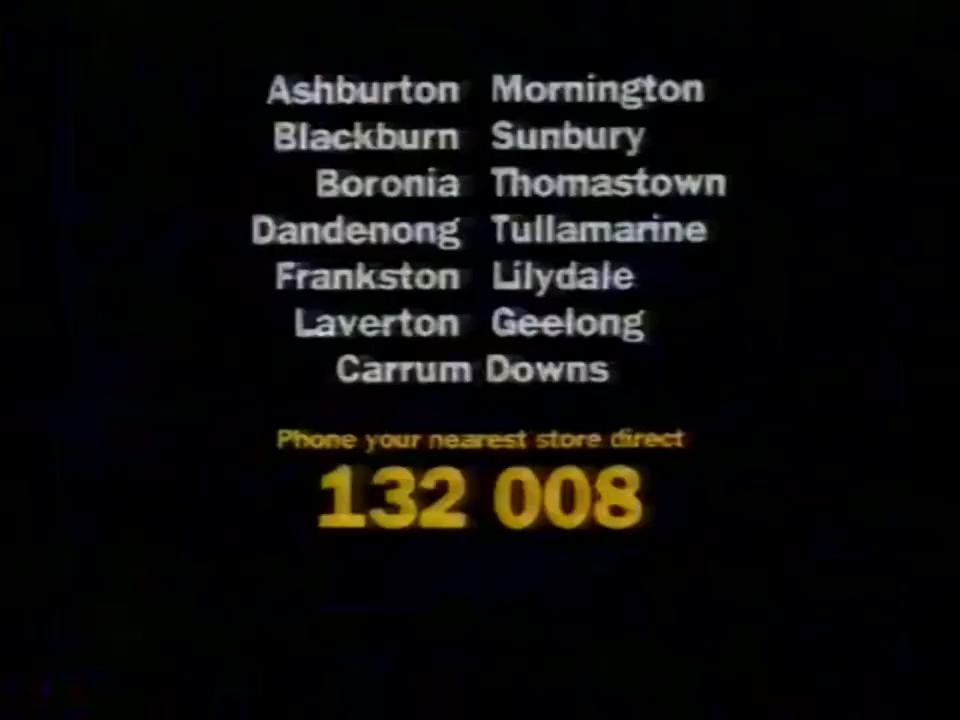 Ashburton Mornington
Blackburn Sunbury
Boronia Thomastown
Dandenong Tullamarine
Frankston Lilydale
Laverton Geelong
Carrum Downs
Phone your nearest store direct
132 008